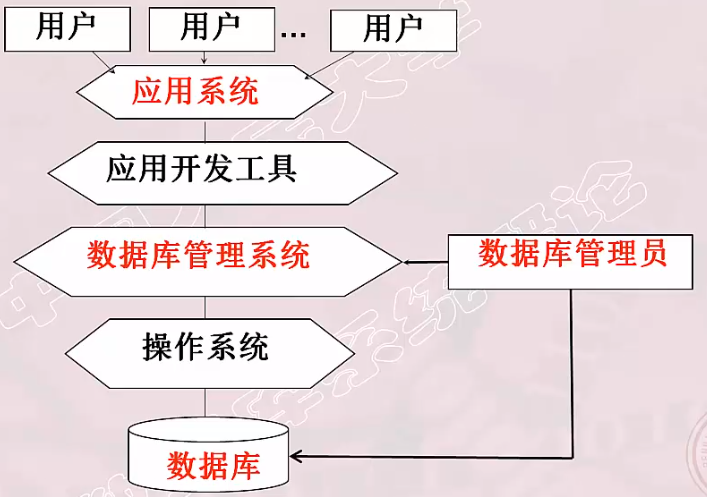 用户 用户 … 用户
应用系统
应用开发工具
数据库管理系统 数据库管理员
操作系统
数据库